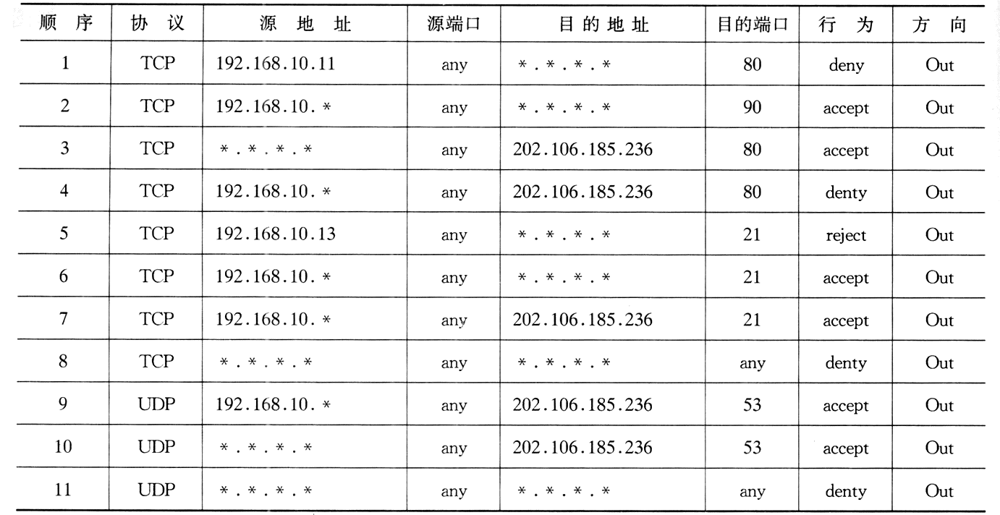 顺 序 协 议 源 地 址 源端口 目 的 地 址 目的端口 行 为 方 向
1 TCP 192.168.10.11 any *.*.*.* 80 deny Out
2 TCP 192.168.10.* any *.*.*.* 90 accept Out
3 TCP *.*.*.* any 202.106.185.236 80 accept Out
4 TCP 192.168.10.* any 202.106.185.236 80 denty Out
5 TCP 192.168.10.13 any *.*.*.* 21 reject Out
6 TCP 192.168.10.* any *.*.*.* 21 accept Out
7 TCP 192.168.10.* any 202.106.185.236 21 accept Out
8 TCP *.*.*.* any *.*.*.* any denty Out
9 UDP 192.168.10.* any 202.106.185.236 53 accept Out
10 UDP *.*.*.* any 202.106.185.236 53 accept Out
11 UDP *.*.*.* any *.*.*.* any denty Out